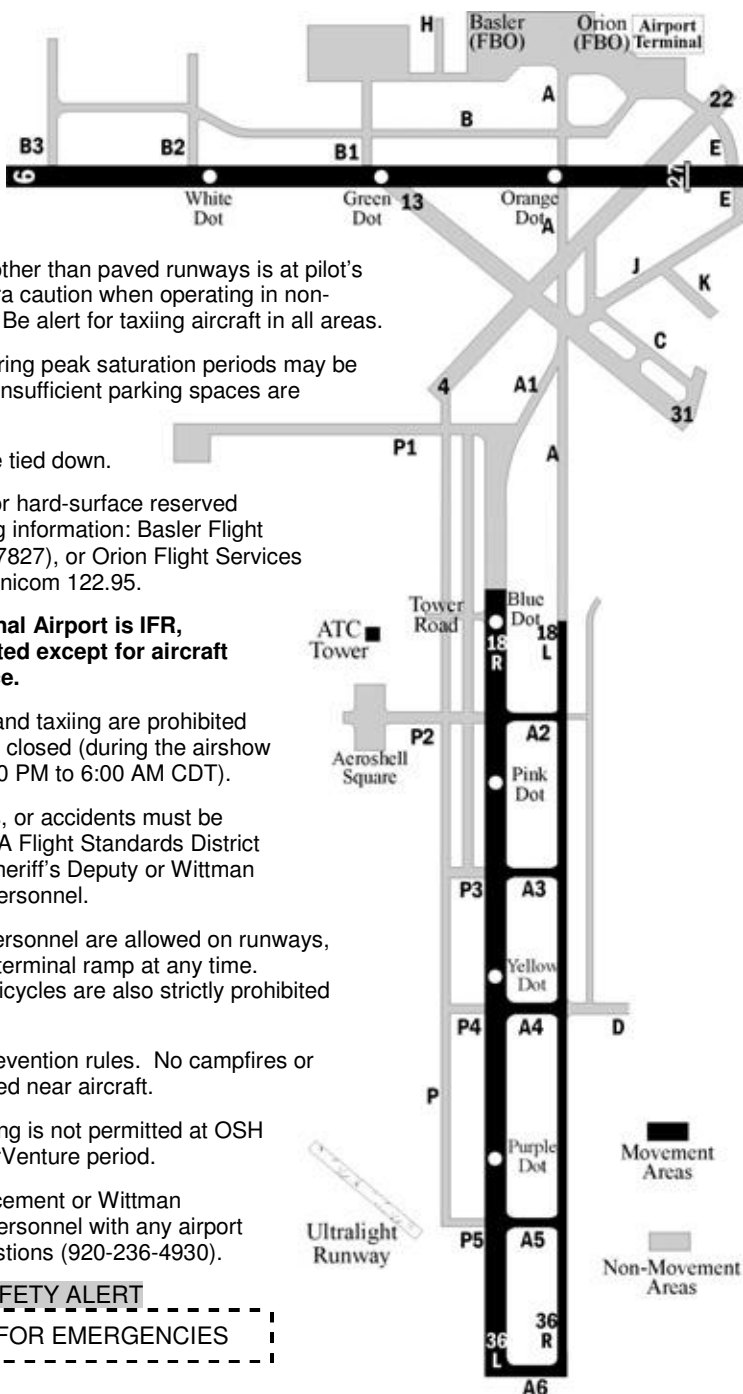 H
Basler
(FBO)
Orion
(FBO)
Airport
Terminal
A
22
B
B3
B2
B1
E
6
27
White
Dot
Green
Dot
13
Orange
Dot
A
E
J
K
other than paved runways is at pilot's
ra caution when operating in non-
Be alert for taxiing aircraft in all areas.
C
ring peak saturation periods may be
nsufficient parking spaces are
4
A1
31
P1
A
e tied down.
or hard-surface reserved
g information: Basler Flight
7827), or Orion Flight Services
nicom 122.95.
Tower
Road
Blue
Dot
18
L
18
R
ATC
Tower
nal Airport is IFR,
ted except for aircraft
ce.
and taxiing are prohibited
closed (during the airshow
0 PM to 6:00 AM CDT).
P2
A2
Aeroshell
Square
Pink
Dot
s, or accidents must be
A Flight Standards District
heriff's Deputy or Wittman
ersonnel.
P3
A3
ersonnel are allowed on runways,
terminal ramp at any time.
icycles are also strictly prohibited
Yellow
Dot
P4
A4
D
evention rules. No campfires or
ed near aircraft.
P
ng is not permitted at OSH
rVenture period.
Purple
Dot
Movement
Areas
cement or Wittman
ersonnel with any airport
stions (920-236-4930).
Ultralight
Runway
P5
A5
Non-Movement
Areas
FETY ALERT
FOR EMERGENCIES
36
L
36
R
A6